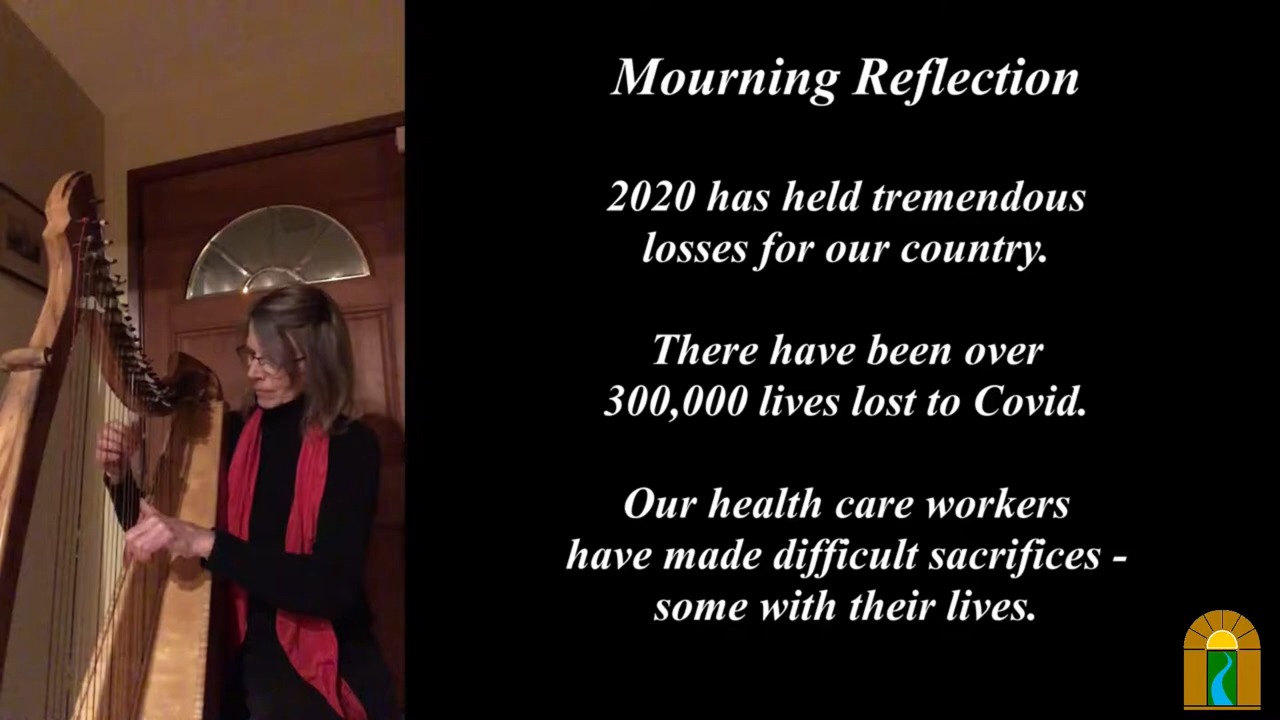 Mourning Reflection
2020 has held tremendous
losses for our country.
There have been over
300,000 lives lost to Covid.
Our health care workers
have made difficult sacrifices -
some with their lives.